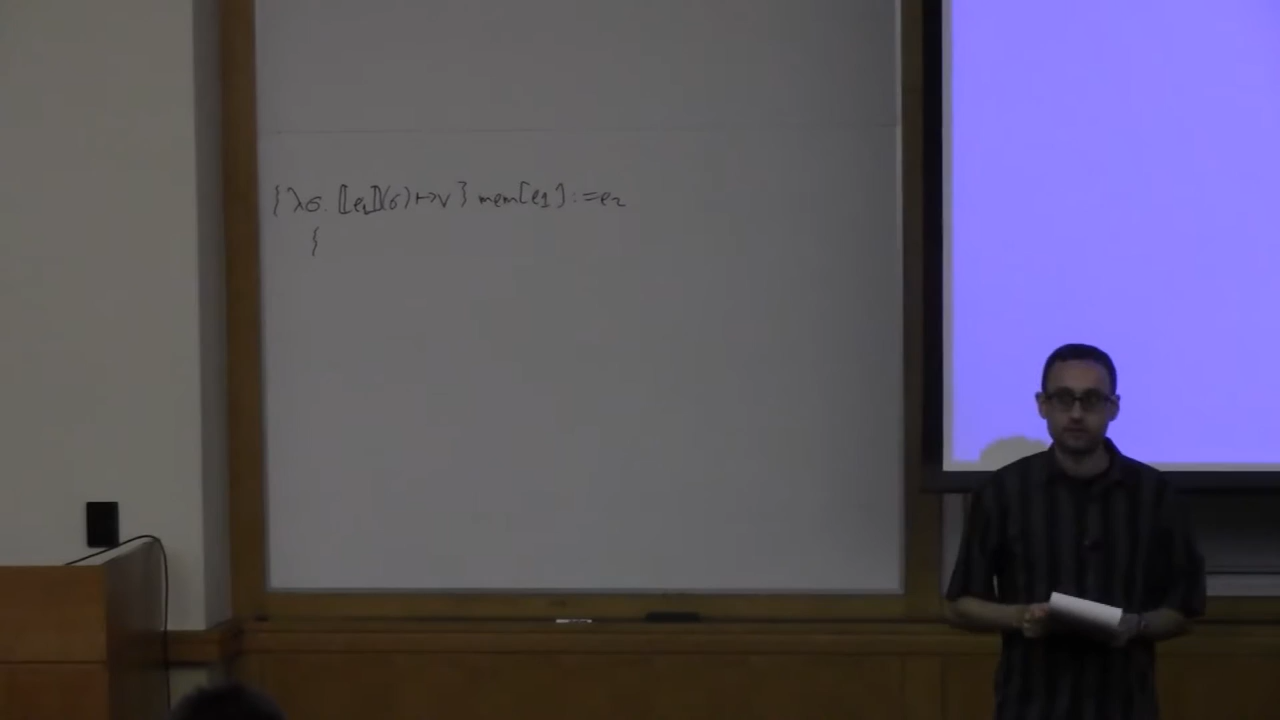 {λσ. ⟦e₁⟧(σ) ↦ v} mem[e₁] := e₂
{